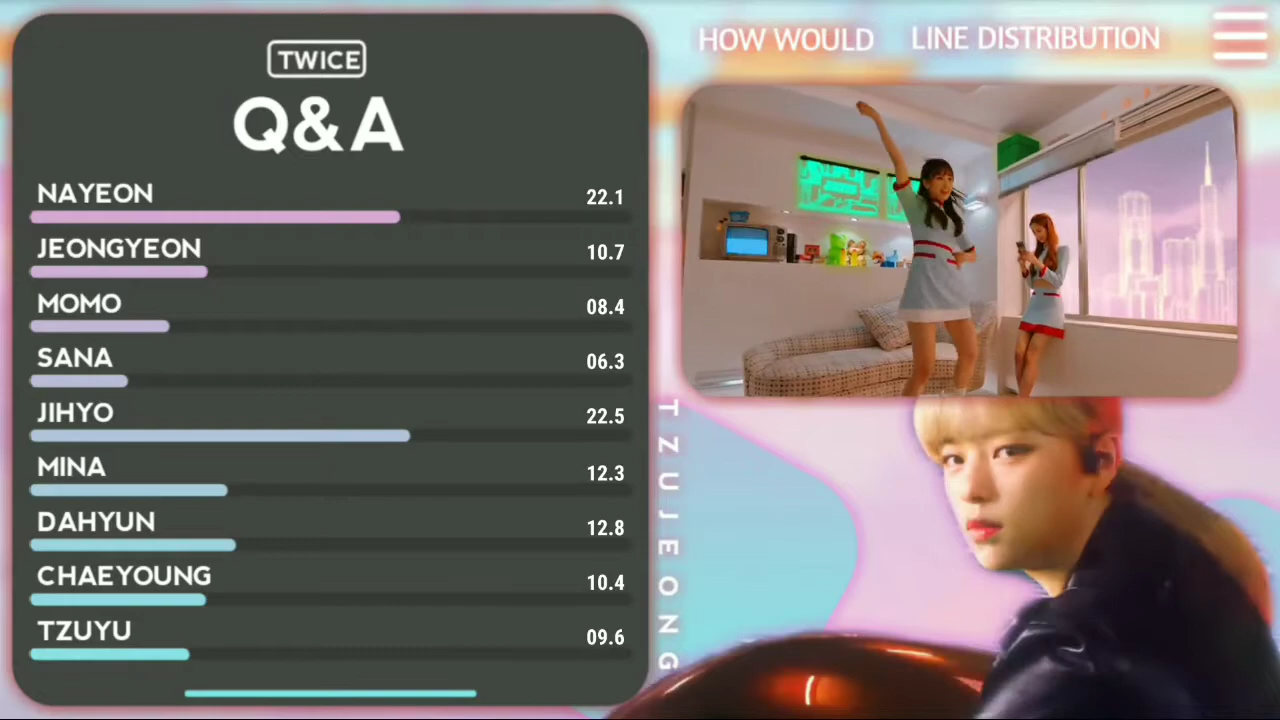 TWICE
Q&A
NAYEON 22.1
JEONGYEON 10.7
MOMO 08.4
SANA 06.3
JIHYO 22.5
MINA 12.3
DAHYUN 12.8
CHAEYOUNG 10.4
TZUYU 09.6
HOW WOULD LINE DISTRIBUTION
TZUJEONG